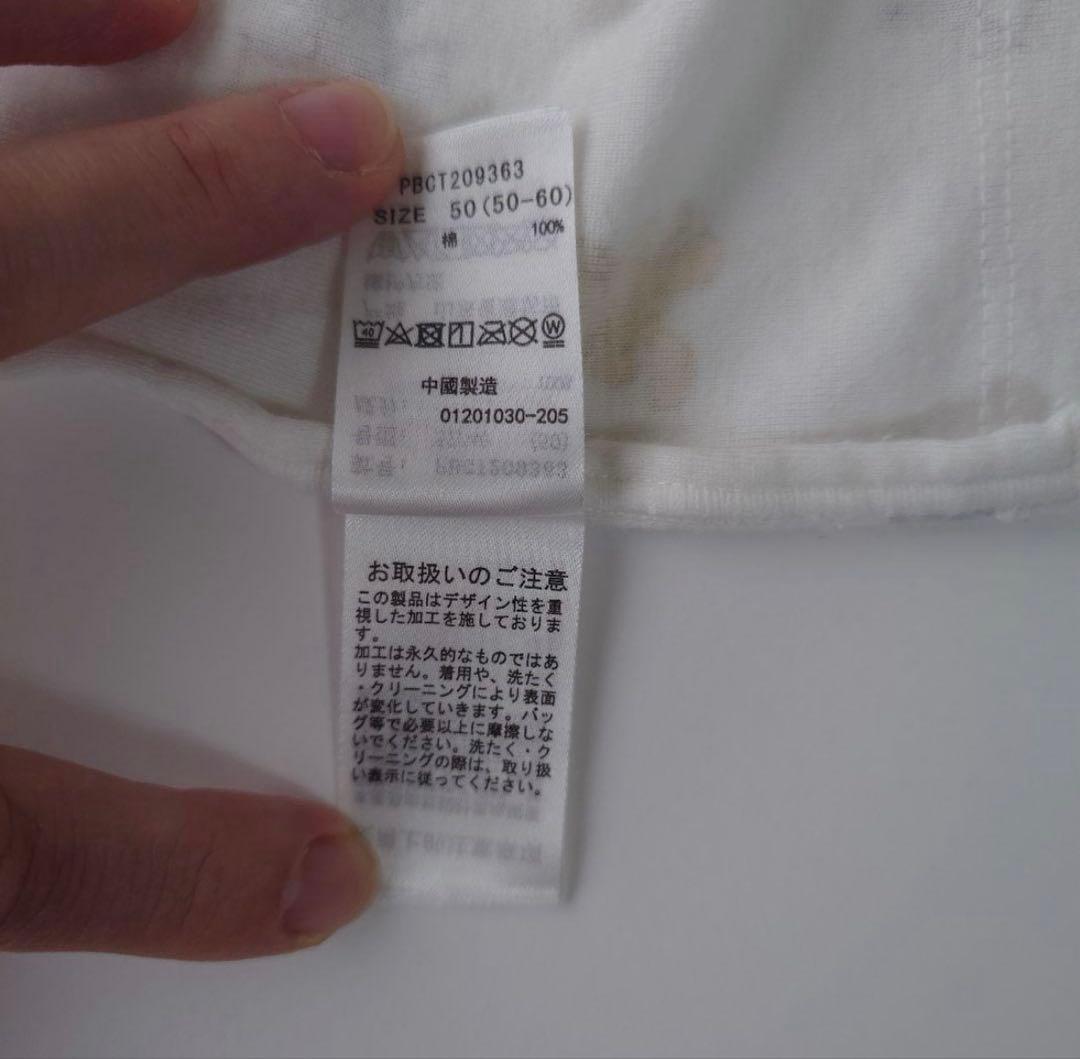 PBCT209363
SIZE 50(50-60)
棉 100%
40 W
中國製造
01201030-205
お取扱いのご注意
この製品はデザイン性を重
視した加工を施しておりま
す。
加工は永久的なものではあ
りません。着用や、洗たく
・クリーニングにより表面
が変化していきます。バッ
グ等で必要以上に摩擦しな
いでください。洗たく・ク
リーニングの際は、取り扱
い表示に従ってください。